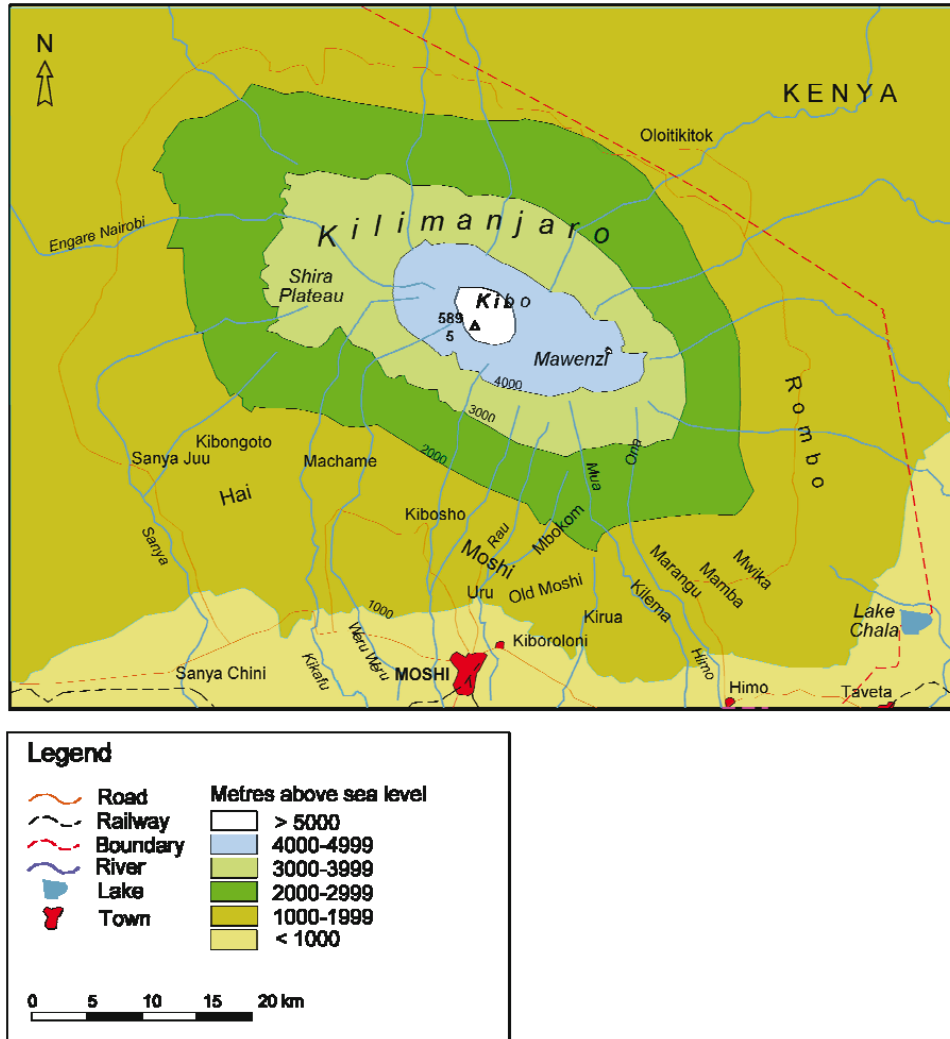 N
KENYA
Oloitikitok
Engare Nairobi
Kilimanjaro
Shira
Plateau
Kibo
589
5
Mawenzi
4000
3000
2000
Rombo
Kibongoto
Sanya Juu
Machame
Hai
Mua
Ona
Kibosho
Rau
Mbokom
Sanya
Moshi
Uru
Old Moshi
Kirua
Kilema
Marangu
Mamba
Mwika
Lake
Chala
1000
Kiboroloni
Weru Weru
Kikafu
Sanya Chini
MOSHI
Himo
Himo
Taveta
Legend
Road
Railway
Boundary
River
Lake
Town
Metres above sea level
> 5000
4000-4999
3000-3999
2000-2999
1000-1999
< 1000
0 5 10 15 20 km